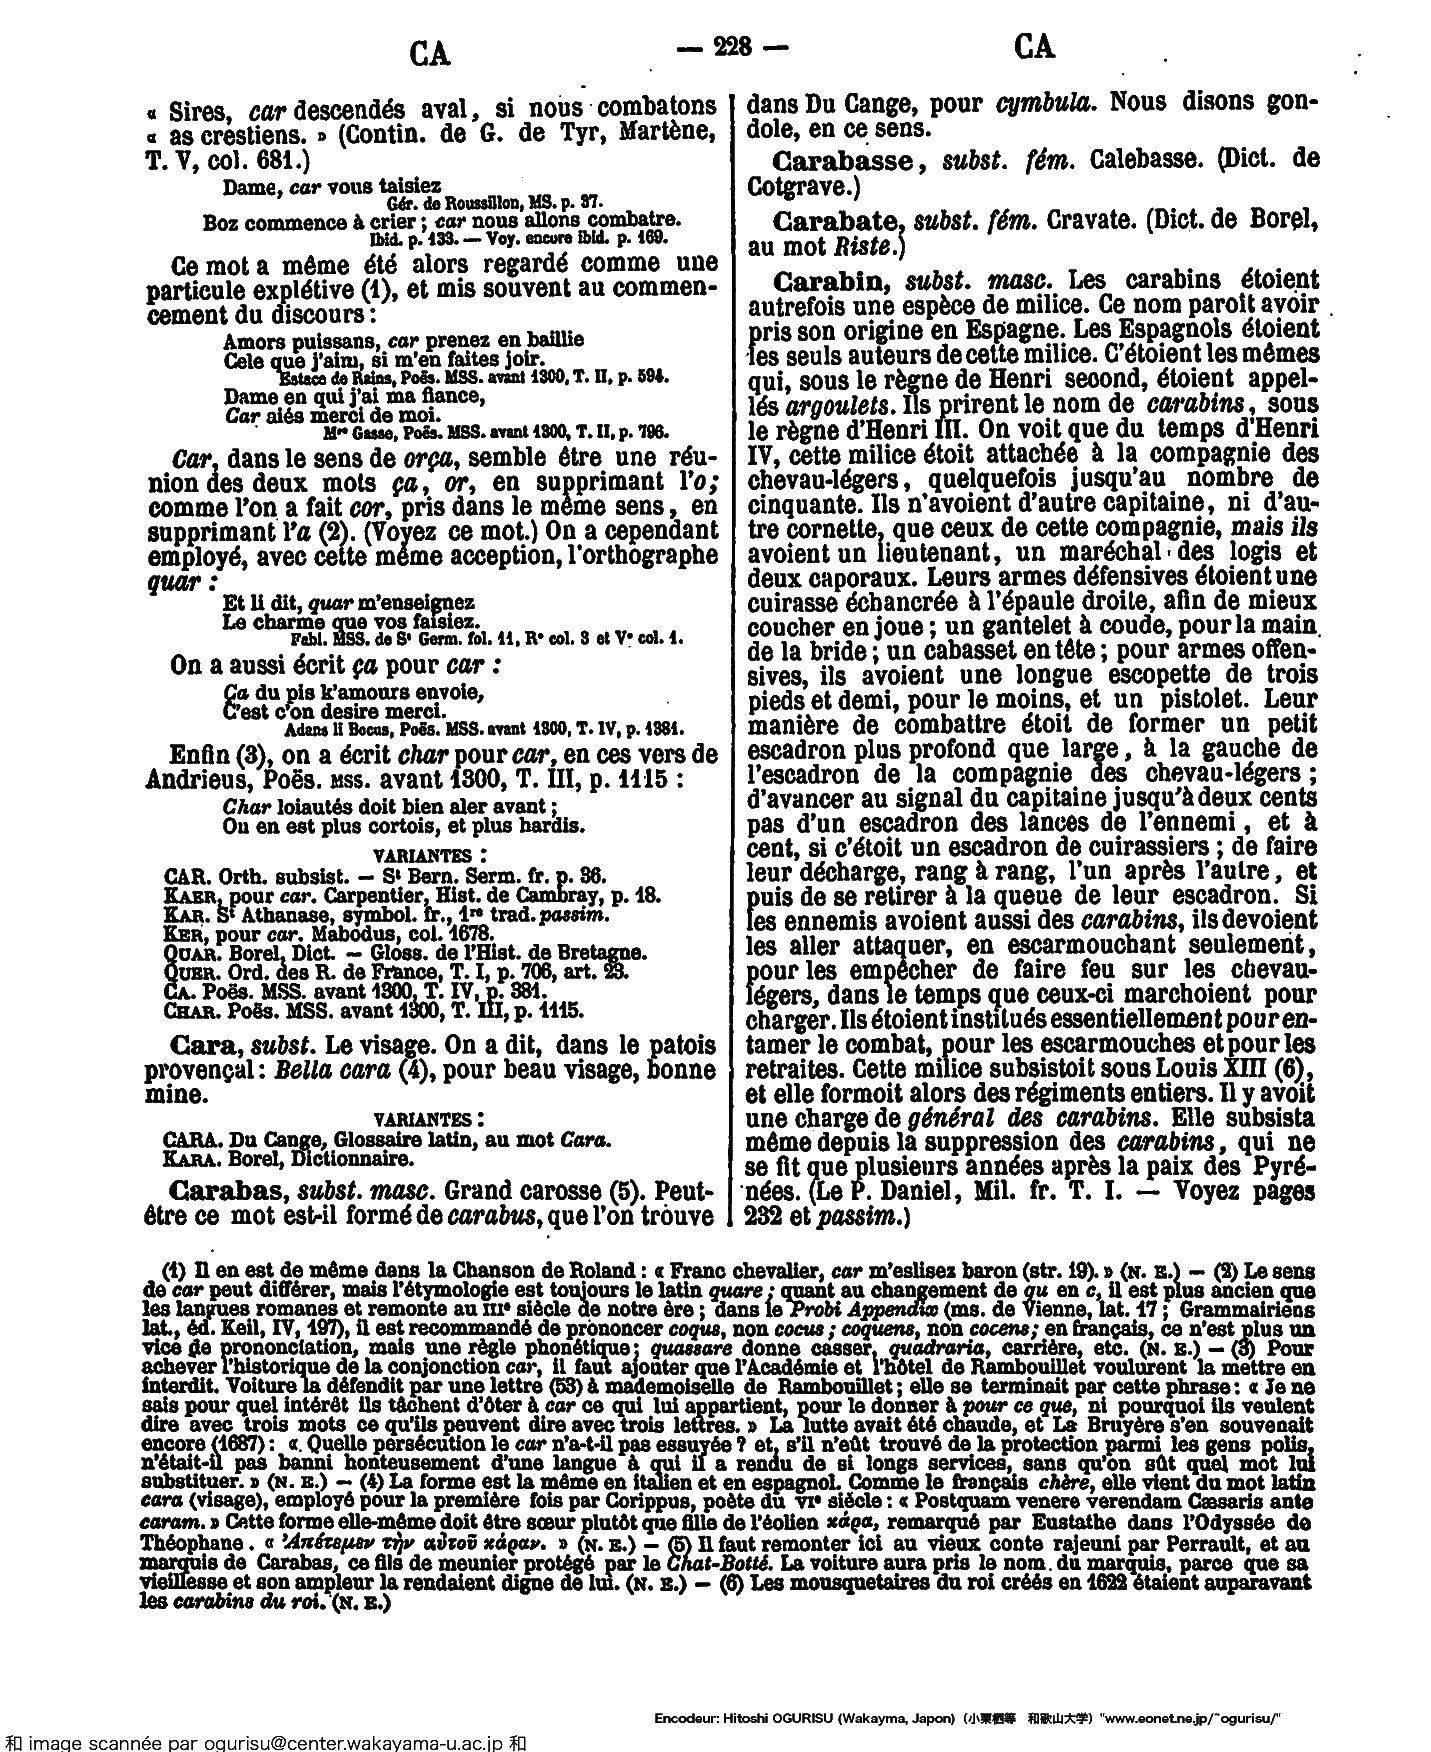 CA
— 228 —
CA
« Sires, car descendés aval, si nous combatons
« as crestiens. » (Contin. de G. de Tyr, Martène,
T. V, col. 681.)
Dame, car vous taisiez
Gér. de Roussillon, MS. p. 37.
Boz commence à crier ; car nous allons combatre.
Ibid. p. 133. — Voy. encore Ibid. p. 169.
Ce mot a même été alors regardé comme une
particule explétive (1), et mis souvent au commen-
cement du discours :
Amors puissans, car prenez en baillie
Cele que j'aim, si m'en faites joir.
Estace de Rains, Poës. MSS. avant 1300, T. II, p. 594.
Dame en qui j'ai ma fiance,
Car aiés merci de moi.
Mre Gasse, Poës. MSS. avant 1300, T. II, p. 796.
Car, dans le sens de orça, semble être une réu-
nion des deux mots ça, or, en supprimant l'o;
comme l'on a fait cor, pris dans le même sens, en
supprimant l'a (2). (Voyez ce mot.) On a cependant
employé, avec cette même acception, l'orthographe
quar :
Et li dit, quar m'enseignez
Le charme que vos faisiez.
Fabl. MSS. de St Germ. fol. 11, Ro col. 3 et Vo col. 1.
On a aussi écrit ça pour car :
Ça du pis k'amours envoie,
C'est c'on desire merci.
Adans li Bocus, Poës. MSS. avant 1300, T. IV, p. 1381.
Enfin (3), on a écrit char pour car, en ces vers de
Andrieus, Poës. MSS. avant 1300, T. III, p. 1115 :
Char loiautés doit bien aler avant ;
Ou en est plus cortois, et plus hardis.
VARIANTES :
CAR. Orth. subsist. — St Bern. Serm. fr. p. 36.
KAER, pour car. Carpentier, Hist. de Cambray, p. 18.
KAR. St Athanase, symbol. fr., 1re trad. passim.
KER, pour car. Mabodus, col. 1678.
QUAR. Borel, Dict. — Gloss. de l'Hist. de Bretagne.
QUER. Ord. des R. de France, T. I, p. 706, art. 23.
CA. Poës. MSS. avant 1300, T. IV, p. 381.
CHAR. Poës. MSS. avant 1300, T. III, p. 1115.
Cara, subst. Le visage. On a dit, dans le patois
provençal : Bella cara (4), pour beau visage, bonne
mine.
VARIANTES :
CARA. Du Cange, Glossaire latin, au mot Cara.
KARA. Borel, Dictionnaire.
Carabas, subst. masc. Grand carosse (5). Peut-
être ce mot est-il formé de carabus, que l'on trouve
dans Du Cange, pour cymbula. Nous disons gon-
dole, en ce sens.
Carabasse, subst. fém. Calebasse. (Dict. de
Cotgrave.)
Carabate, subst. fém. Cravate. (Dict. de Borel,
au mot Riste.)
Carabin, subst. masc. Les carabins étoient
autrefois une espèce de milice. Ce nom paroit avoir
pris son origine en Espagne. Les Espagnols étoient
les seuls auteurs de cette milice. C'étoient les mêmes
qui, sous le règne de Henri second, étoient appel-
lés argoulets. Ils prirent le nom de carabins, sous
le règne d'Henri III. On voit que du temps d'Henri
IV, cette milice étoit attachée à la compagnie des
chevau-légers, quelquefois jusqu'au nombre de
cinquante. Ils n'avoient d'autre capitaine, ni d'au-
tre cornette, que ceux de cette compagnie, mais ils
avoient un lieutenant, un maréchal des logis et
deux caporaux. Leurs armes défensives étoient une
cuirasse échancrée à l'épaule droite, afin de mieux
coucher en joue ; un gantelet à coude, pour la main
de la bride ; un cabasset en tête ; pour armes offen-
sives, ils avoient une longue escopette de trois
pieds et demi, pour le moins, et un pistolet. Leur
manière de combattre étoit de former un petit
escadron plus profond que large, à la gauche de
l'escadron de la compagnie des chevau-légers ;
d'avancer au signal du capitaine jusqu'à deux cents
pas d'un escadron des lances de l'ennemi, et à
cent, si c'étoit un escadron de cuirassiers ; de faire
leur décharge, rang à rang, l'un après l'autre, et
puis de se retirer à la queue de leur escadron. Si
les ennemis avoient aussi des carabins, ils devoient
les aller attaquer, en escarmouchant seulement,
pour les empêcher de faire feu sur les chevau-
légers, dans le temps que ceux-ci marchoient pour
charger. Ils étoient institués essentiellement pour en-
tamer le combat, pour les escarmouches et pour les
retraites. Cette milice subsistoit sous Louis XIII (6),
et elle formoit alors des régiments entiers. Il y avoit
une charge de général des carabins. Elle subsista
même depuis la suppression des carabins, qui ne
se fit que plusieurs années après la paix des Pyré-
nées. (Le P. Daniel, Mil. fr. T. I. — Voyez pages
232 et passim.)
(1) Il en est de même dans la Chanson de Roland : « Franc chevalier, car m'eslisez baron (str. 19). » (N. E.) — (2) Le sens
de car peut différer, mais l'étymologie est toujours le latin quare ; quant au changement de qu en c, il est plus ancien que
les langues romanes et remonte au IIIe siècle de notre ère ; dans le Probi Appendix (ms. de Vienne, lat. 17 ; Grammairiens
lat., éd. Keil, IV, 197), il est recommandé de prononcer coqus, non cocus ; coquens, non cocens; en français, ce n'est plus un
vice de prononciation, mais une règle phonétique ; quassare donne casser, quadraria, carrière, etc. (N. E.) — (3) Pour
achever l'historique de la conjonction car, il faut ajouter que l'Académie et l'hôtel de Rambouillet voulurent la mettre en
interdit. Voiture la défendit par une lettre (53) à mademoiselle de Rambouillet ; elle se terminait par cette phrase : « Je ne
sais pour quel intérêt ils tâchent d'ôter à car ce qui lui appartient, pour le donner à pour ce que, ni pourquoi ils veulent
dire avec trois mots ce qu'ils peuvent dire avec trois lettres. » La lutte avait été chaude, et La Bruyère s'en souvenait
encore (1687) : « Quelle persécution le car n'a-t-il pas essuyée ? et, s'il n'eût trouvé de la protection parmi les gens polis,
n'était-il pas banni honteusement d'une langue à qui il a rendu de si longs services, sans qu'on sût quel mot lui
substituer. » (N. E.) — (4) La forme est la même en italien et en espagnol. Comme le français chère, elle vient du mot latin
cara (visage), employé pour la première fois par Corippus, poète du VIe siècle : « Postquam venere verendam Cæsaris ante
caram. » Cette forme elle-même doit être sœur plutôt que fille de l'éolien κάρα, remarqué par Eustathe dans l'Odyssée de
Théophane. « Ἀπέτεμεν τὴν αὐτοῦ κάραν. » (N. E.) — (5) Il faut remonter ici au vieux conte rajeuni par Perrault, et au
marquis de Carabas, ce fils de meunier protégé par le Chat-Botté. La voiture aura pris le nom du marquis, parce que sa
vieillesse et son ampleur la rendaient digne de lui. (N. E.) — (6) Les mousquetaires du roi créés en 1622 étaient auparavant
les carabins du roi. (N. E.)
Encodeur: Hitoshi OGURISU (Wakayma, Japon) (小栗栖等 和歌山大学) "www.eonet.ne.jp/~ogurisu/"
和 image scannée par ogurisu@center.wakayama-u.ac.jp 和